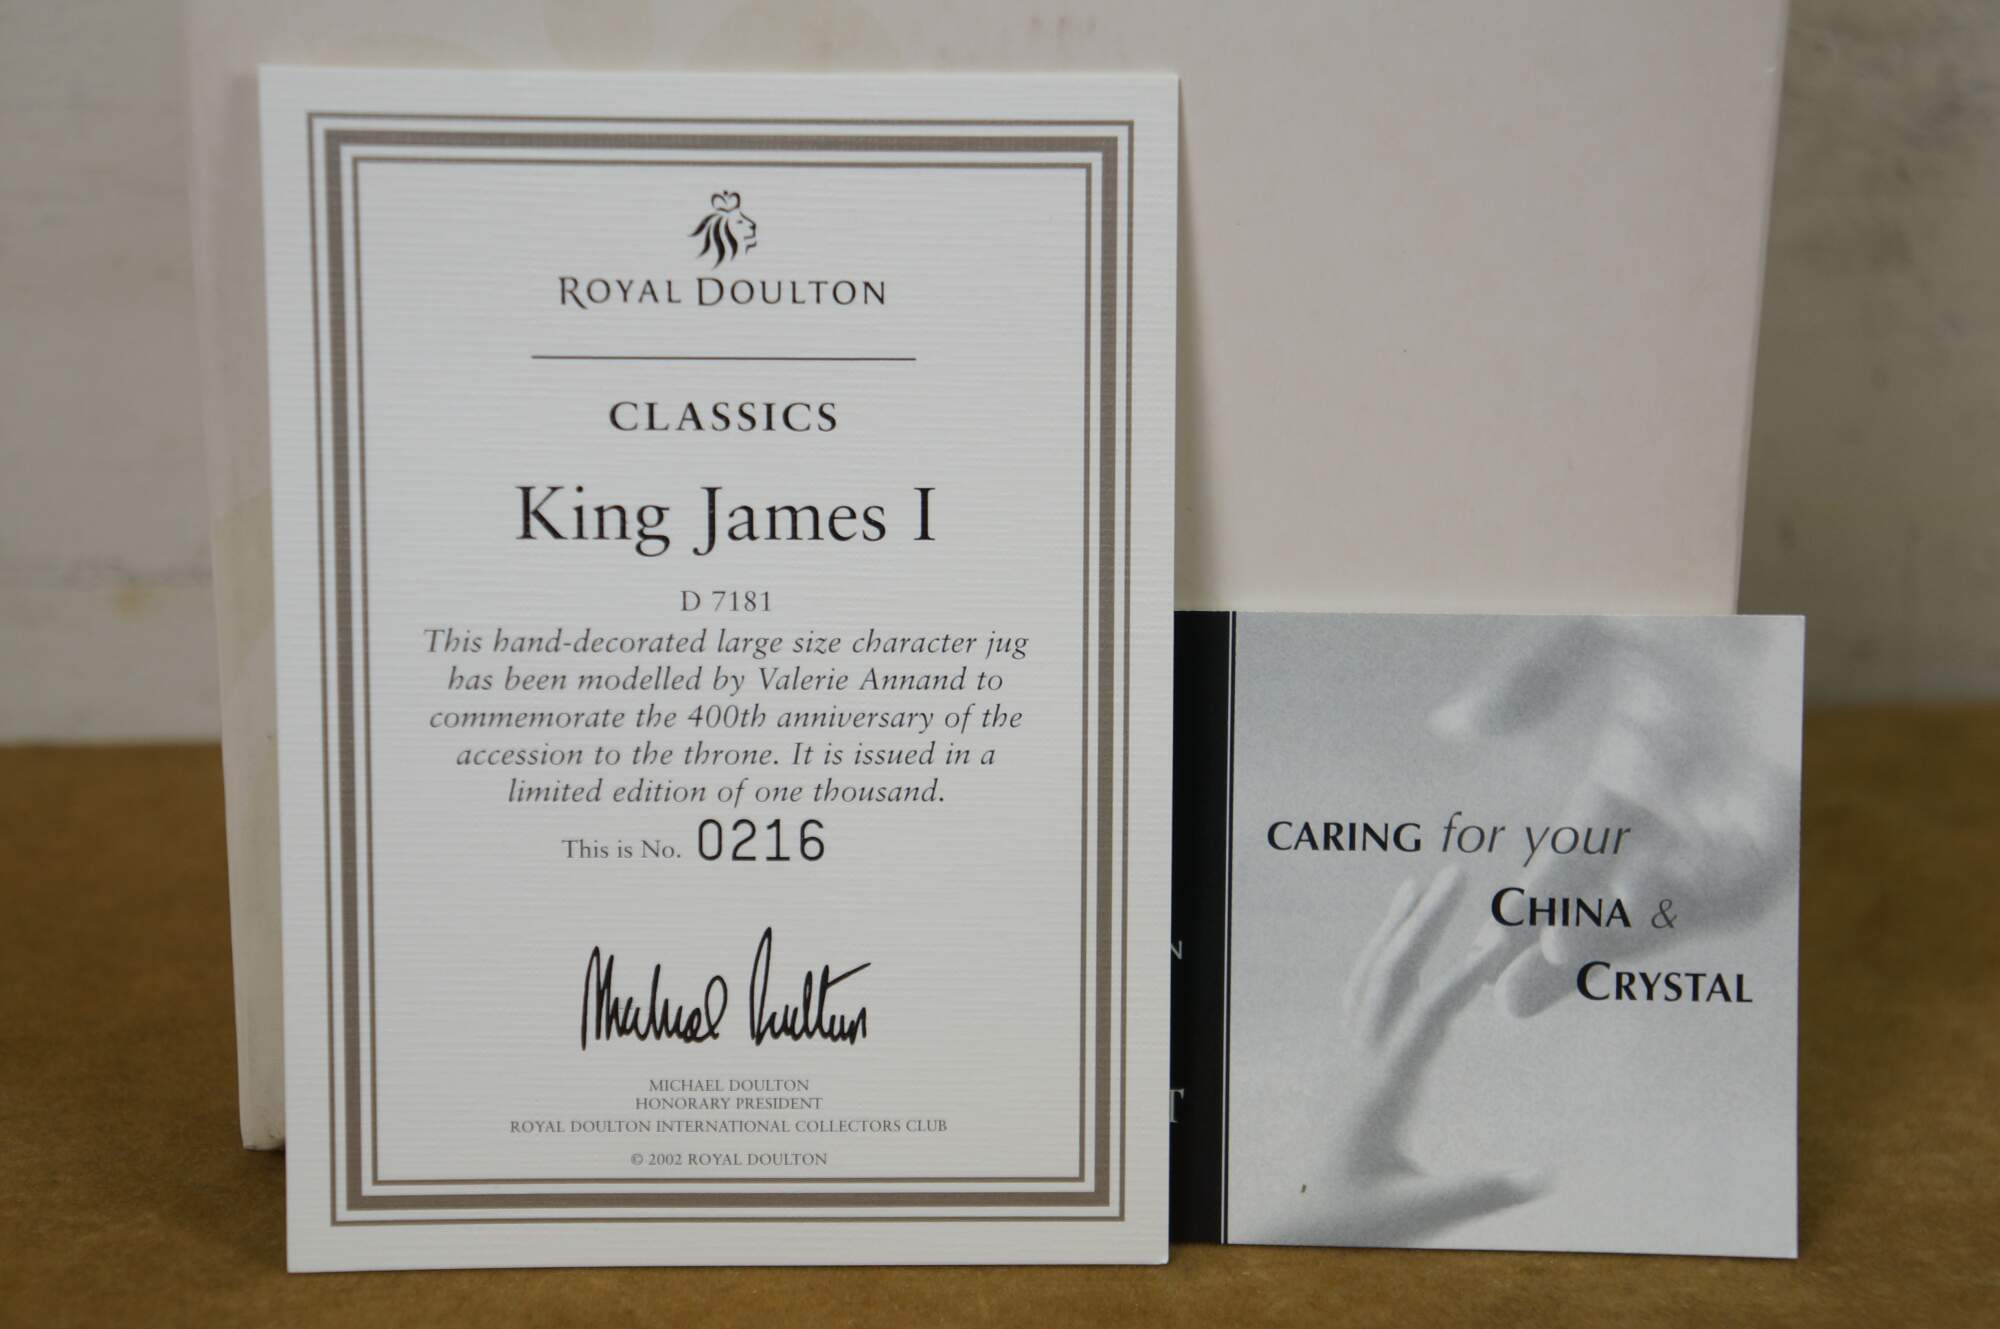 ROYAL DOULTON
CLASSICS
King James I
D 7181
This hand-decorated large size character jug
has been modelled by Valerie Annand to
commemorate the 400th anniversary of the
accession to the throne. It is issued in a
limited edition of one thousand.
This is No. 0216
Michael Doulton
MICHAEL DOULTON
HONORARY PRESIDENT
ROYAL DOULTON INTERNATIONAL COLLECTORS CLUB
© 2002 ROYAL DOULTON
N
T
CARING for your
CHINA &
CRYSTAL